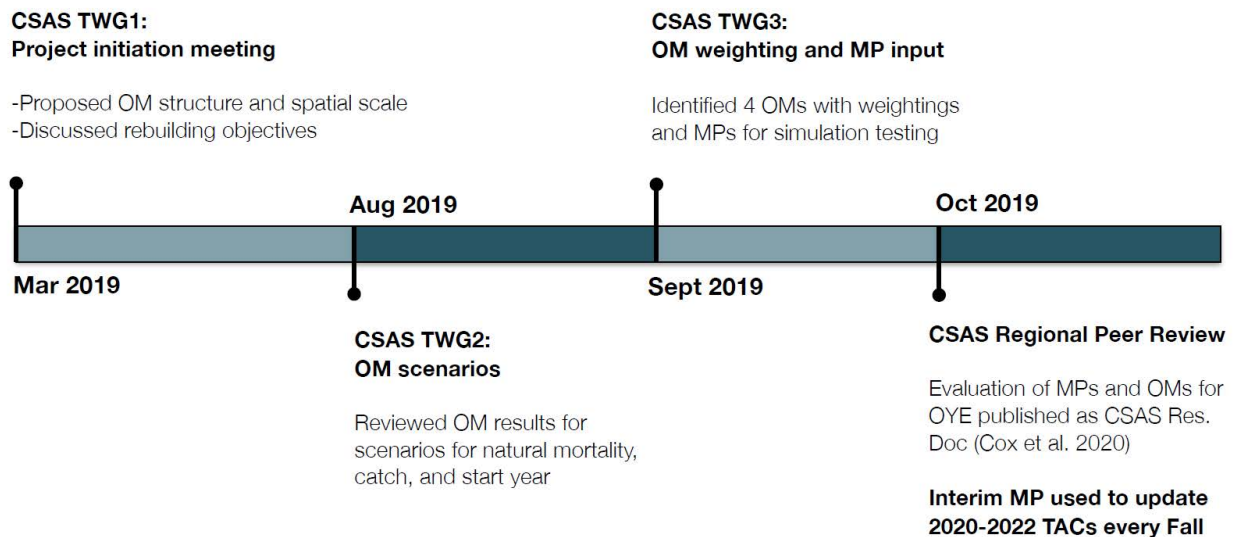 CSAS TWG1:
Project initiation meeting
-Proposed OM structure and spatial scale
-Discussed rebuilding objectives
Mar 2019
Aug 2019
CSAS TWG2:
OM scenarios
Reviewed OM results for
scenarios for natural mortality,
catch, and start year
CSAS TWG3:
OM weighting and MP input
Identified 4 OMs with weightings
and MPs for simulation testing
Sept 2019
Oct 2019
CSAS Regional Peer Review
Evaluation of MPs and OMs for
OYE published as CSAS Res.
Doc (Cox et al. 2020)
Interim MP used to update
2020-2022 TACs every Fall